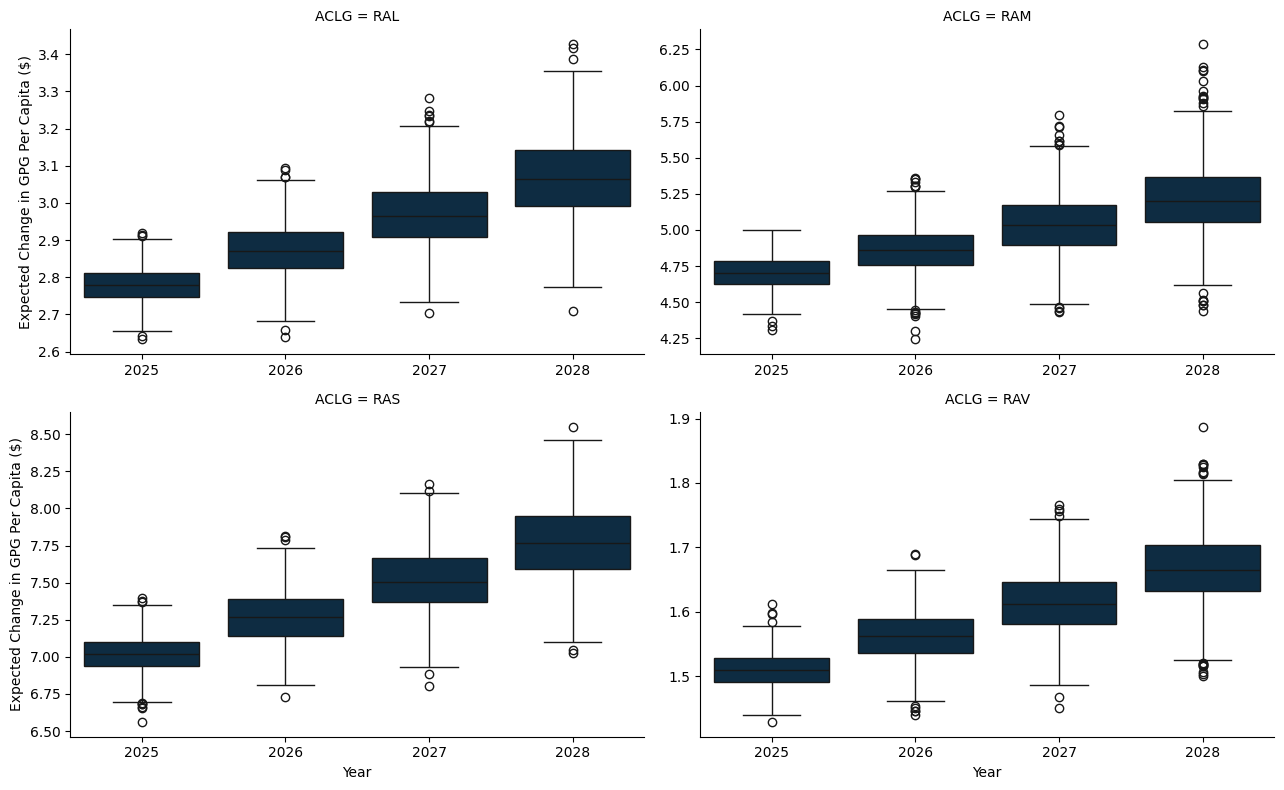 ACLG = RAL
Expected Change in GPG Per Capita ($)
3.4
3.3
3.2
3.1
3.0
2.9
2.8
2.7
2.6
2025 2026 2027 2028
ACLG = RAM
6.25
6.00
5.75
5.50
5.25
5.00
4.75
4.50
4.25
2025 2026 2027 2028
ACLG = RAS
Expected Change in GPG Per Capita ($)
8.50
8.25
8.00
7.75
7.50
7.25
7.00
6.75
6.50
2025 2026 2027 2028
Year
ACLG = RAV
1.9
1.8
1.7
1.6
1.5
2025 2026 2027 2028
Year